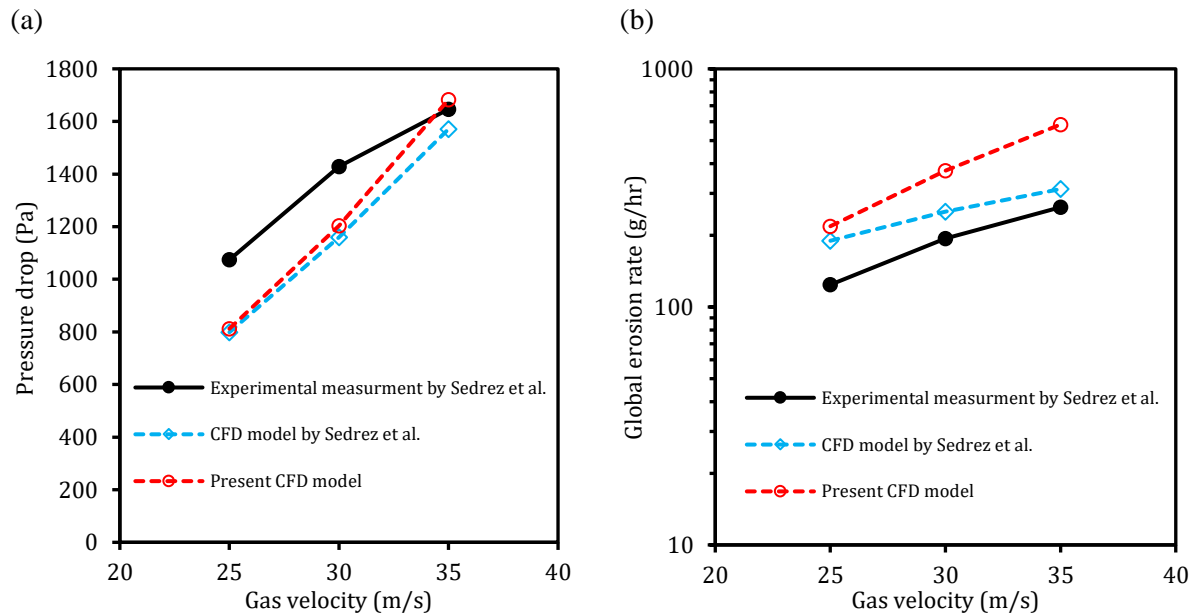 (a)
1800
1600
1400
1200
1000
800
600
400
200
0
20
25
30
35
40
Pressure drop (Pa)
Gas velocity (m/s)
Experimental measurment by Sedrez et al.
CFD model by Sedrez et al.
Present CFD model
(b)
1000
100
10
20
25
30
35
40
Global erosion rate (g/hr)
Gas velocity (m/s)
Experimental measurment by Sedrez et al.
CFD model by Sedrez et al.
Present CFD model